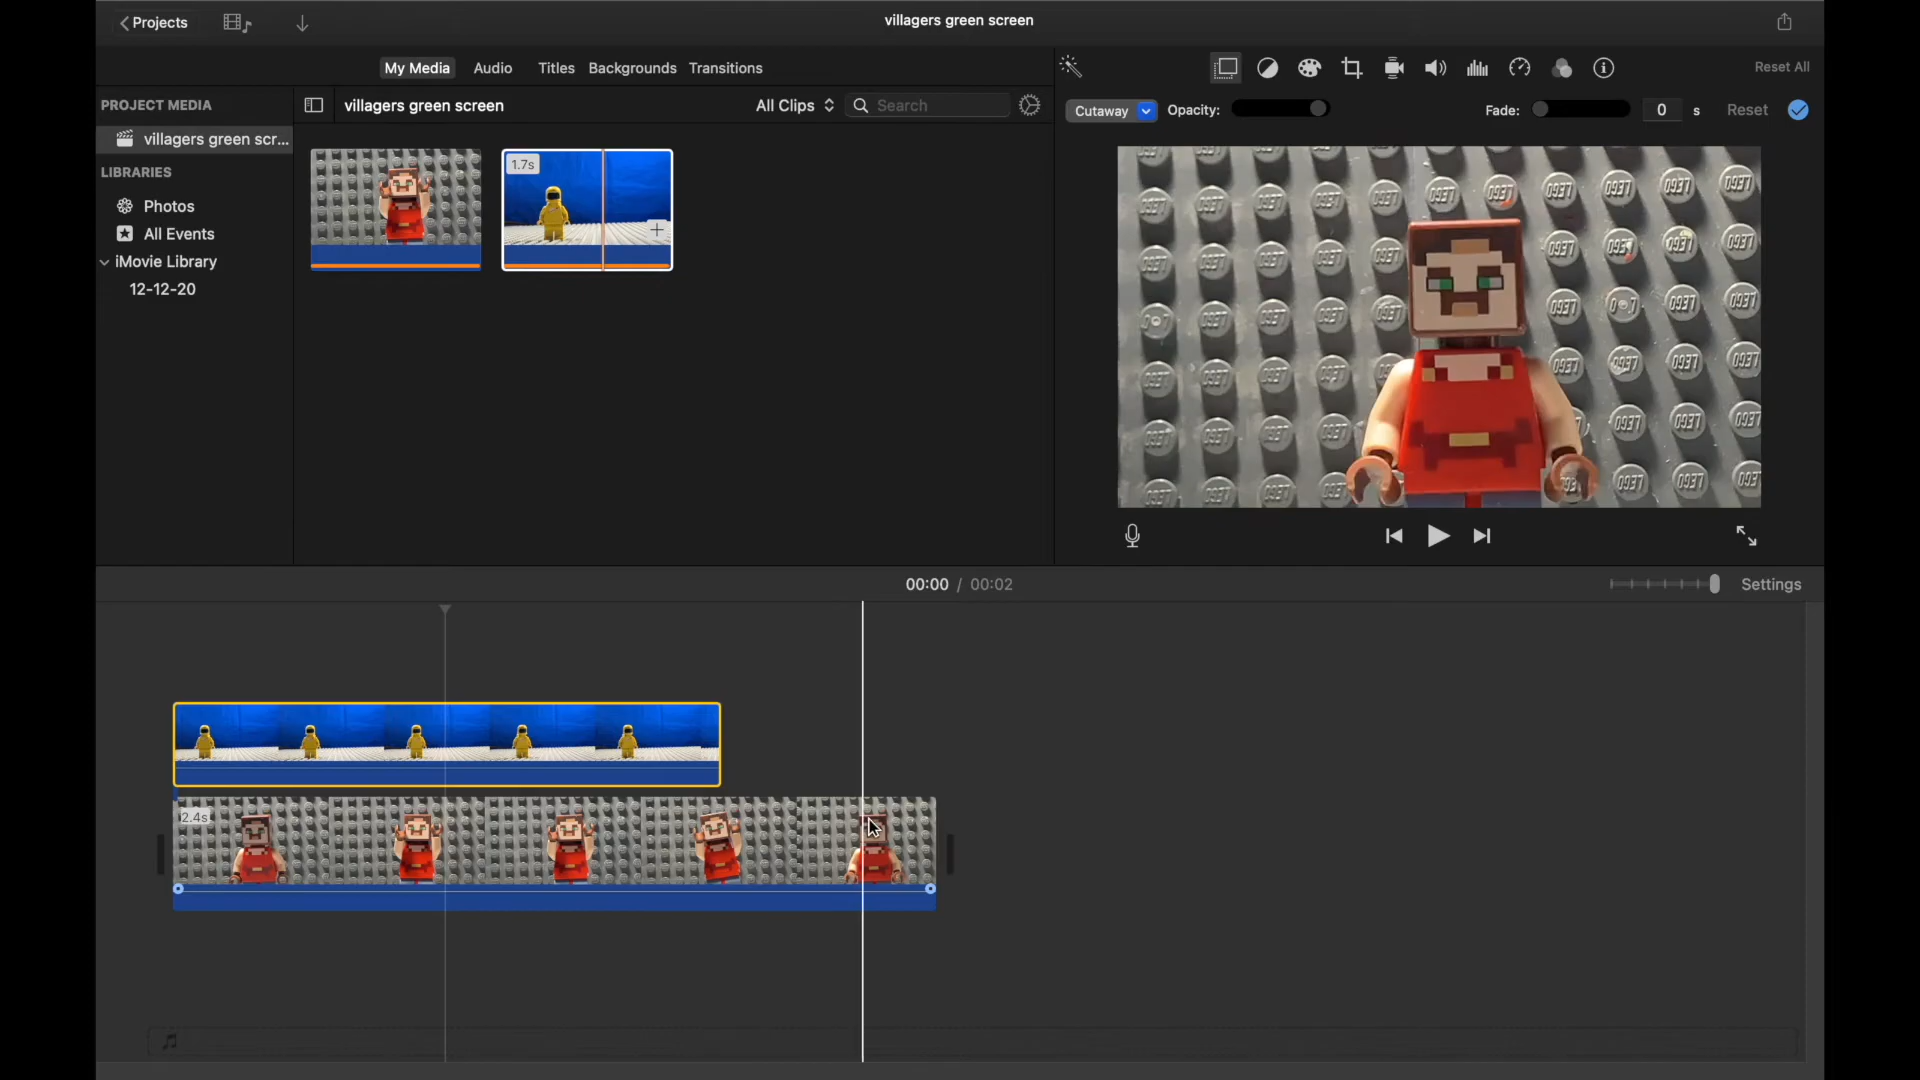 Projects
villagers green screen
My Media
Audio
Titles
Backgrounds
Transitions
Reset All
PROJECT MEDIA
villagers green screen
All Clips
Search
Cutaway
Opacity:
Fade:
0
s
Reset
villagers green scr...
LIBRARIES
Photos
All Events
iMovie Library
12-12-20
1.7s
LEGO
00:00 / 00:02
Settings
2.4s